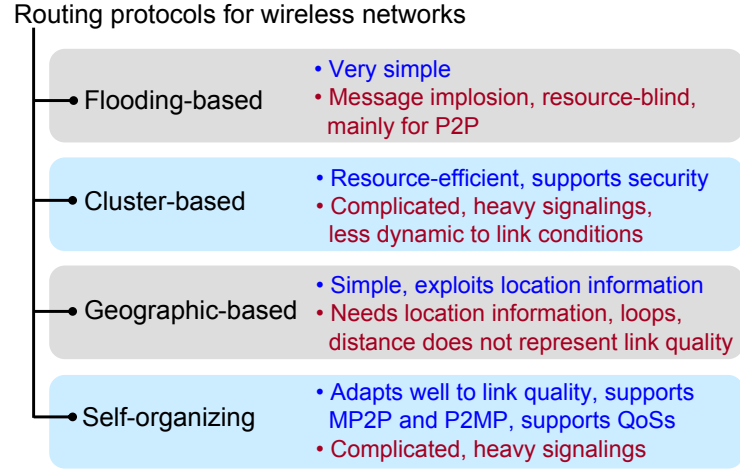 Routing protocols for wireless networks
Flooding-based
• Very simple
• Message implosion, resource-blind,
mainly for P2P
Cluster-based
• Resource-efficient, supports security
• Complicated, heavy signalings,
less dynamic to link conditions
Geographic-based
• Simple, exploits location information
• Needs location information, loops,
distance does not represent link quality
Self-organizing
• Adapts well to link quality, supports
MP2P and P2MP, supports QoSs
• Complicated, heavy signalings